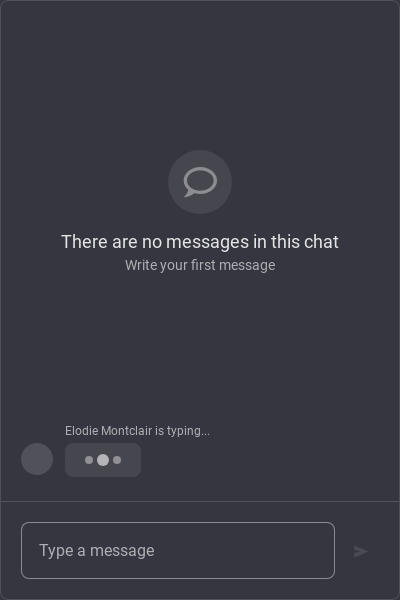 There are no messages in this chat
Write your first message
Elodie Montclair is typing...
Type a message